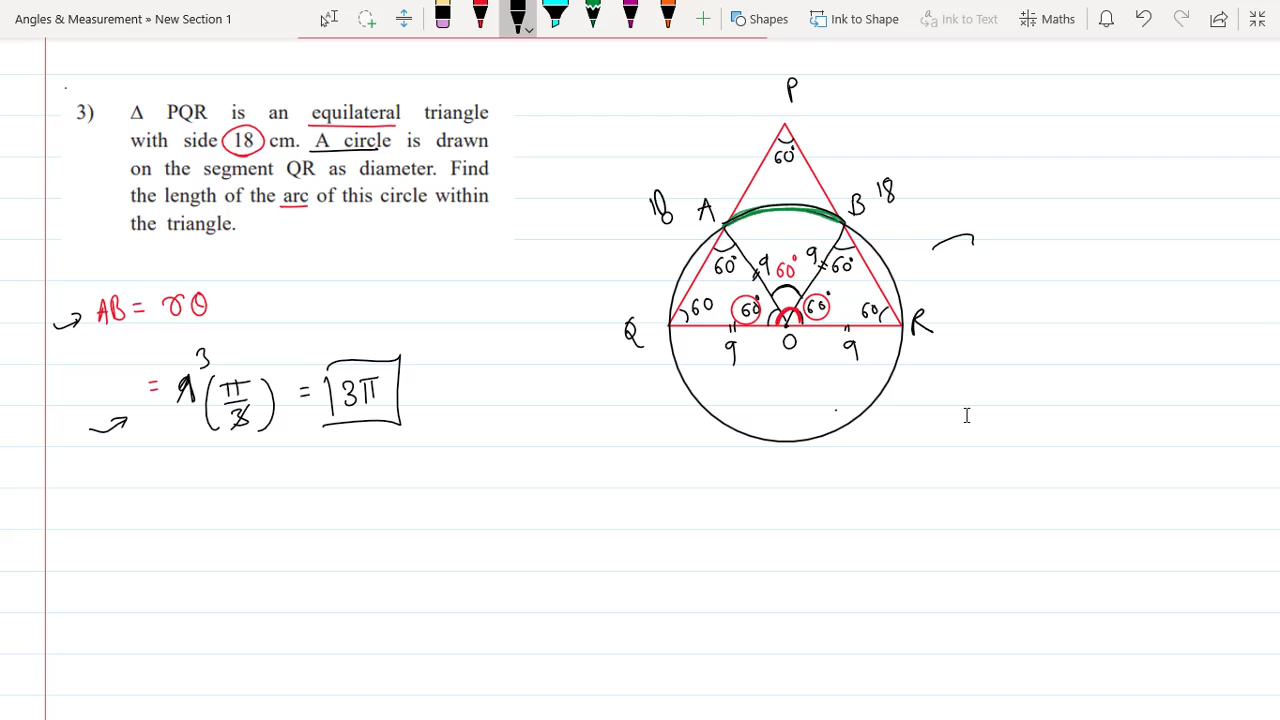 Angles & Measurement » New Section 1
Shapes
Ink to Shape
Ink to Text
Maths
3) Δ PQR is an equilateral triangle
with side 18 cm. A circle is drawn
on the segment QR as diameter. Find
the length of the arc of this circle within
the triangle.
P
60°
18 A B 18
60° 9 60° 9 60°
Q 60 60° 60° 60 R
9 O 9
AB = rθ
= 9 3 (π/3) = 3π